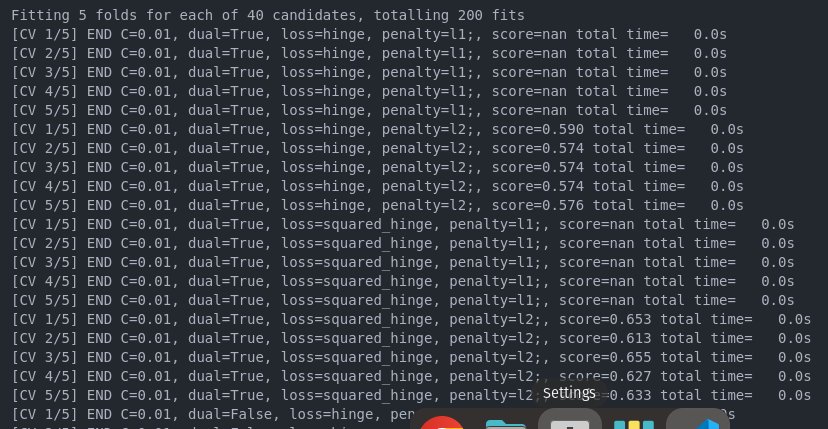 Fitting 5 folds for each of 40 candidates, totalling 200 fits
[CV 1/5] END C=0.01, dual=True, loss=hinge, penalty=l1;, score=nan total time=   0.0s
[CV 2/5] END C=0.01, dual=True, loss=hinge, penalty=l1;, score=nan total time=   0.0s
[CV 3/5] END C=0.01, dual=True, loss=hinge, penalty=l1;, score=nan total time=   0.0s
[CV 4/5] END C=0.01, dual=True, loss=hinge, penalty=l1;, score=nan total time=   0.0s
[CV 5/5] END C=0.01, dual=True, loss=hinge, penalty=l1;, score=nan total time=   0.0s
[CV 1/5] END C=0.01, dual=True, loss=hinge, penalty=l2;, score=0.590 total time=   0.0s
[CV 2/5] END C=0.01, dual=True, loss=hinge, penalty=l2;, score=0.574 total time=   0.0s
[CV 3/5] END C=0.01, dual=True, loss=hinge, penalty=l2;, score=0.574 total time=   0.0s
[CV 4/5] END C=0.01, dual=True, loss=hinge, penalty=l2;, score=0.574 total time=   0.0s
[CV 5/5] END C=0.01, dual=True, loss=hinge, penalty=l2;, score=0.576 total time=   0.0s
[CV 1/5] END C=0.01, dual=True, loss=squared_hinge, penalty=l1;, score=nan total time=   0.0s
[CV 2/5] END C=0.01, dual=True, loss=squared_hinge, penalty=l1;, score=nan total time=   0.0s
[CV 3/5] END C=0.01, dual=True, loss=squared_hinge, penalty=l1;, score=nan total time=   0.0s
[CV 4/5] END C=0.01, dual=True, loss=squared_hinge, penalty=l1;, score=nan total time=   0.0s
[CV 5/5] END C=0.01, dual=True, loss=squared_hinge, penalty=l1;, score=nan total time=   0.0s
[CV 1/5] END C=0.01, dual=True, loss=squared_hinge, penalty=l2;, score=0.653 total time=   0.0s
[CV 2/5] END C=0.01, dual=True, loss=squared_hinge, penalty=l2;, score=0.613 total time=   0.0s
[CV 3/5] END C=0.01, dual=True, loss=squared_hinge, penalty=l2;, score=0.655 total time=   0.0s
[CV 4/5] END C=0.01, dual=True, loss=squared_hinge, penalty=l2;, score=0.627 total time=   0.0s
[CV 5/5] END C=0.01, dual=True, loss=squared_hinge, penalty=l2;, score=0.633 total time=   0.0s
Settings
[CV 1/5] END C=0.01, dual=False, loss=hinge, pen